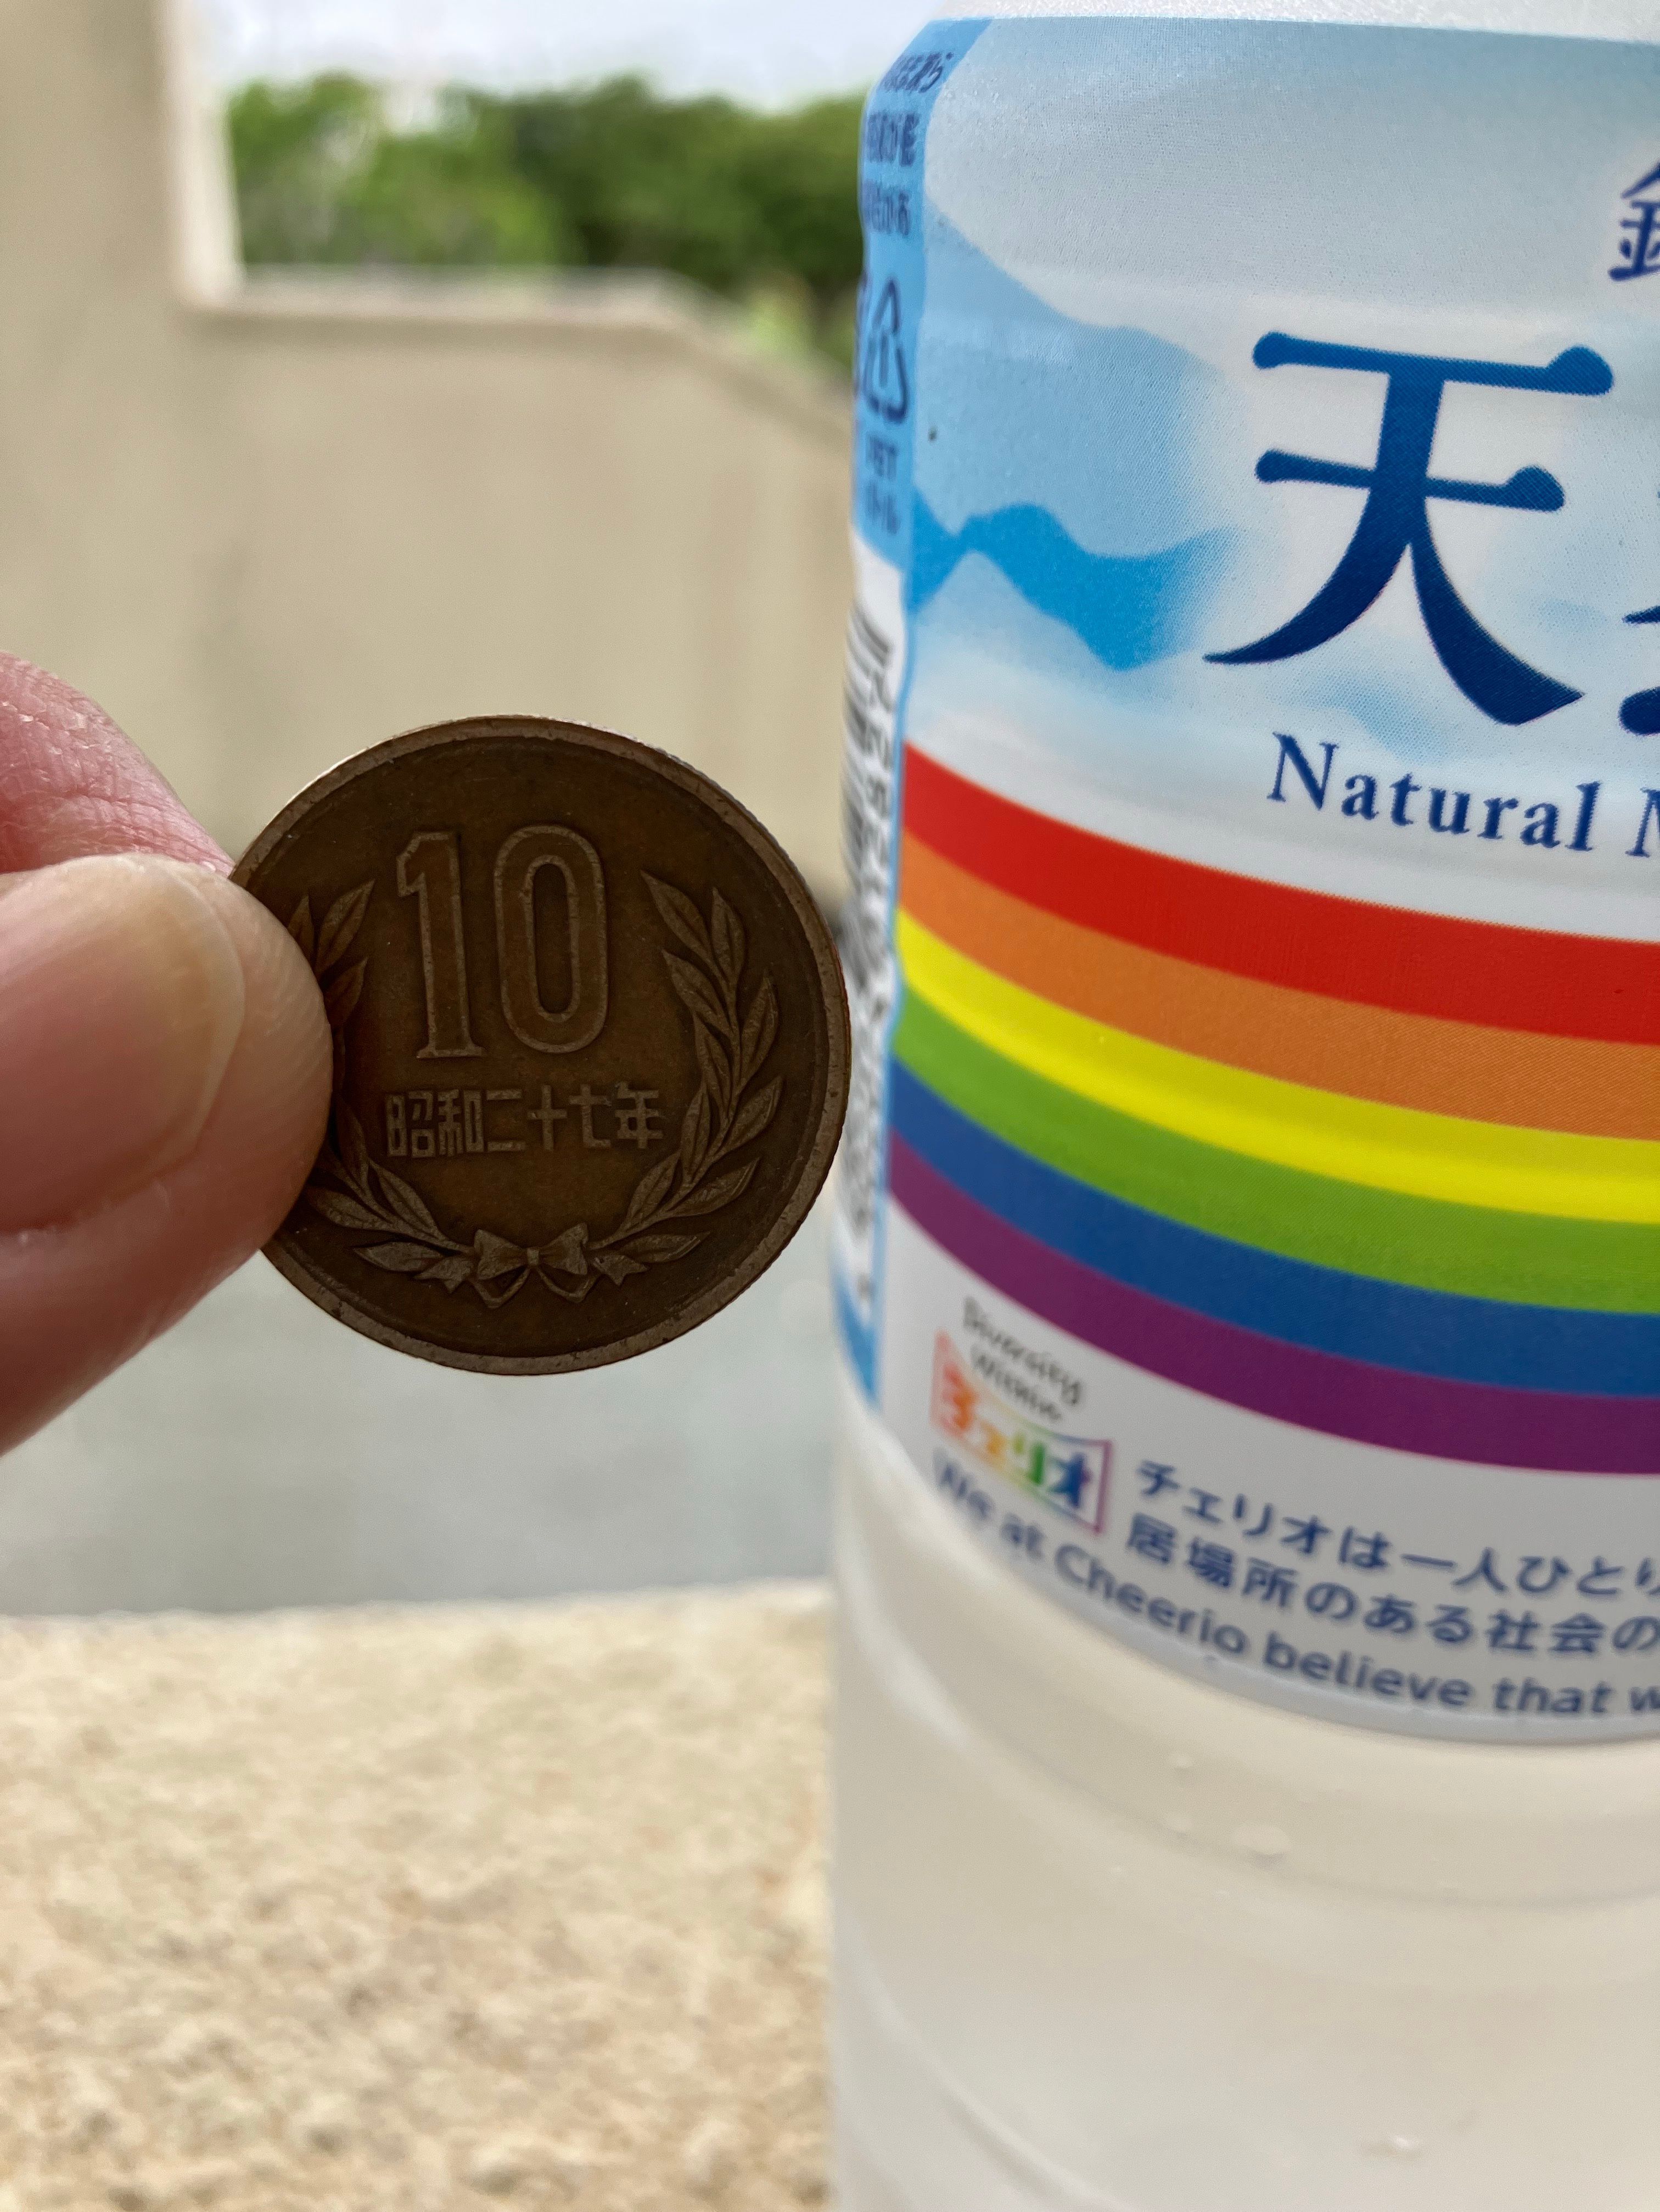 10
昭和二十七年
天
Natural
Diversity
Within
チェリオ
チェリオは一人ひとり
居場所のある社会の
We at Cheerio believe that